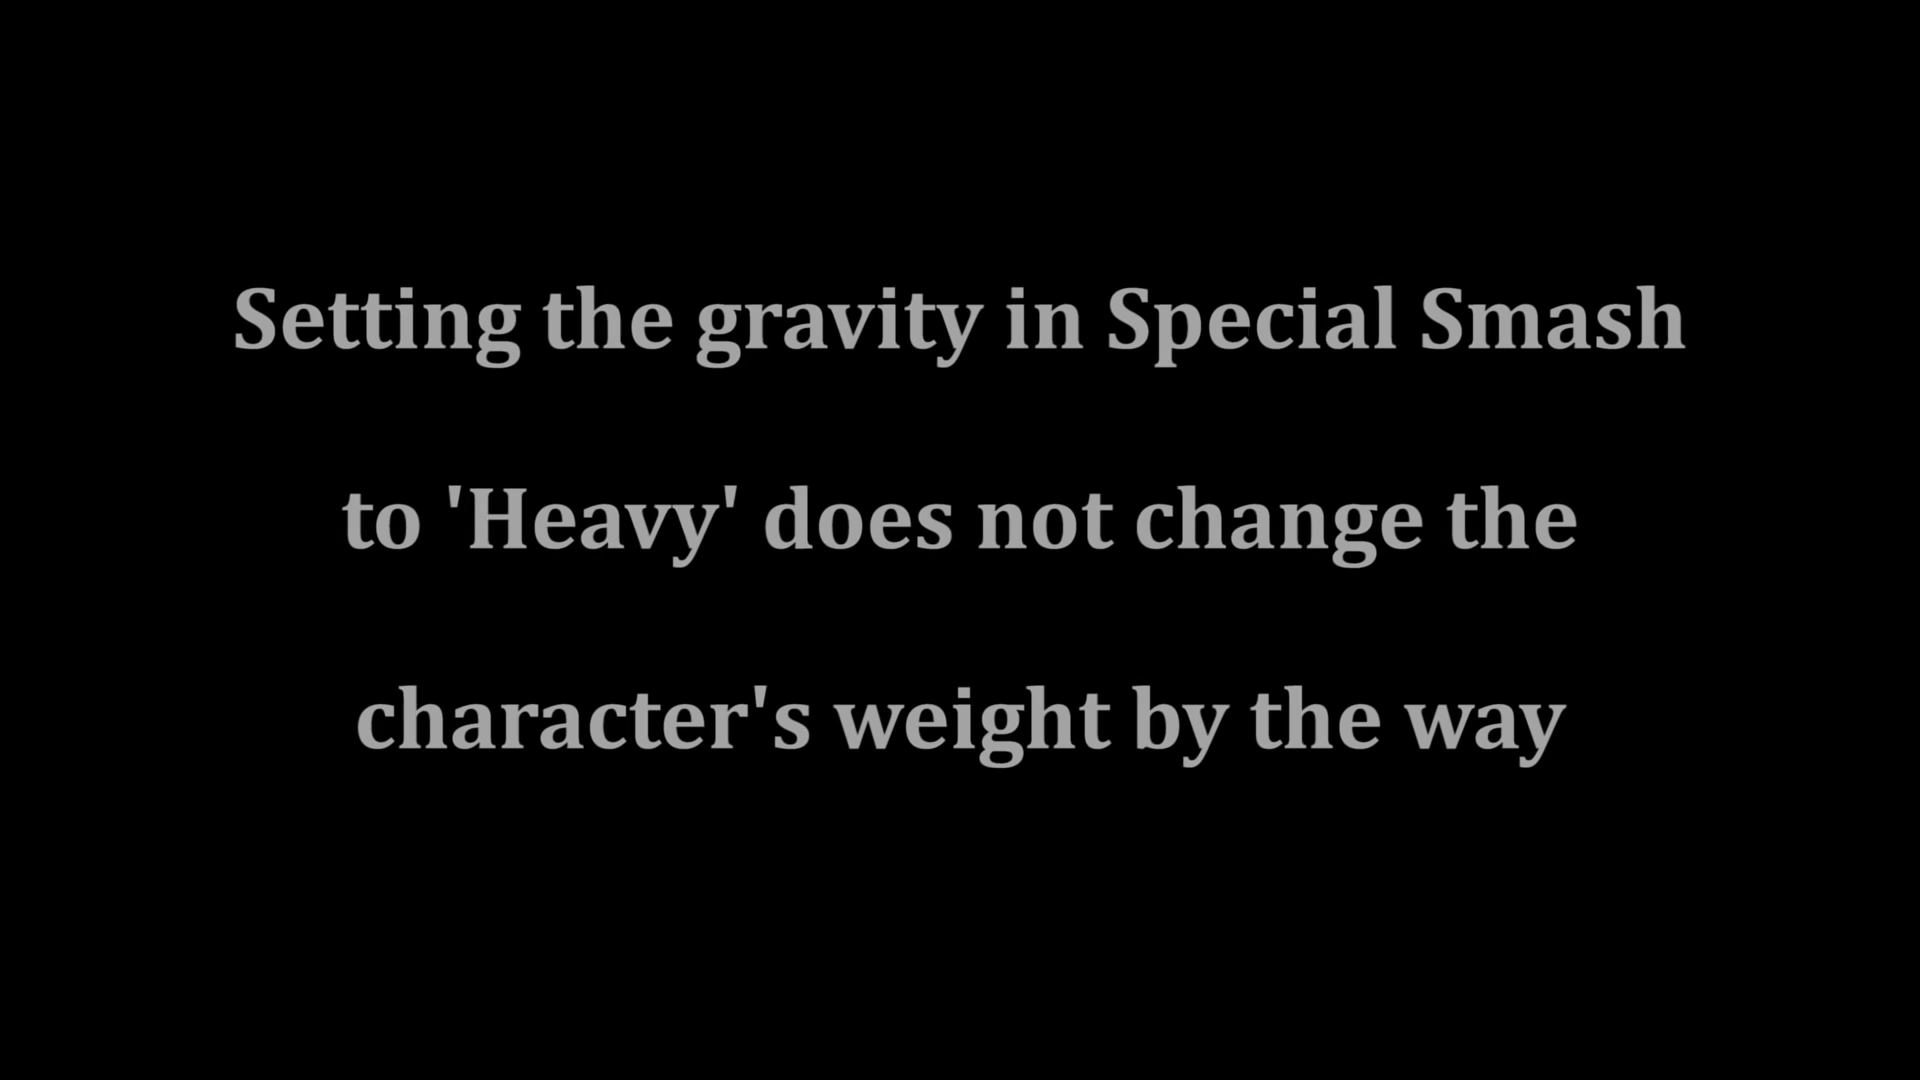 Setting the gravity in Special Smash
to 'Heavy' does not change the
character's weight by the way